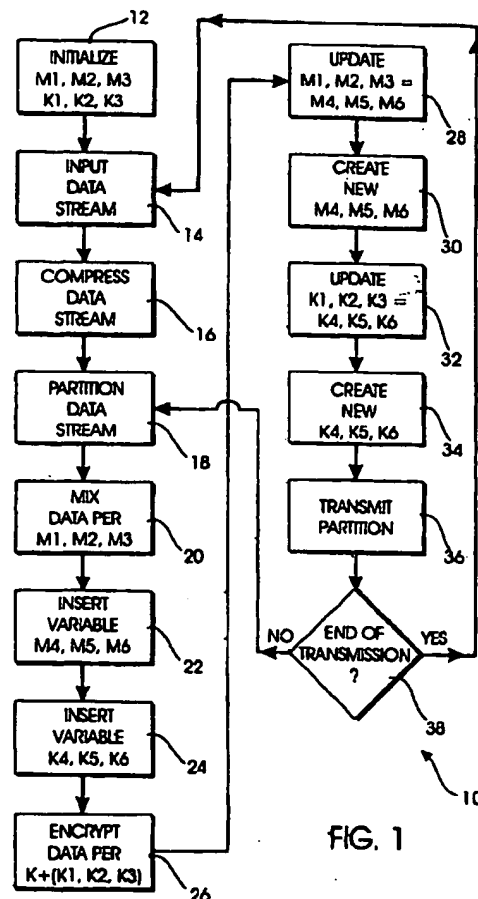 12
INITIALIZE
M1, M2, M3
K1, K2, K3
INPUT
DATA
STREAM
14
COMPRESS
DATA
STREAM
16
PARTITION
DATA
STREAM
18
MIX
DATA PER
M1, M2, M3
20
INSERT
VARIABLE
M4, M5, M6
22
INSERT
VARIABLE
K4, K5, K6
24
ENCRYPT
DATA PER
K+(K1, K2, K3)
26
UPDATE
M1, M2, M3 =
M4, M5, M6
28
CREATE
NEW
M4, M5, M6
30
UPDATE
K1, K2, K3 =
K4, K5, K6
32
CREATE
NEW
K4, K5, K6
34
TRANSMIT
PARTITION
36
NO
END OF
TRANSMISSION
?
YES
38
10
FIG. 1